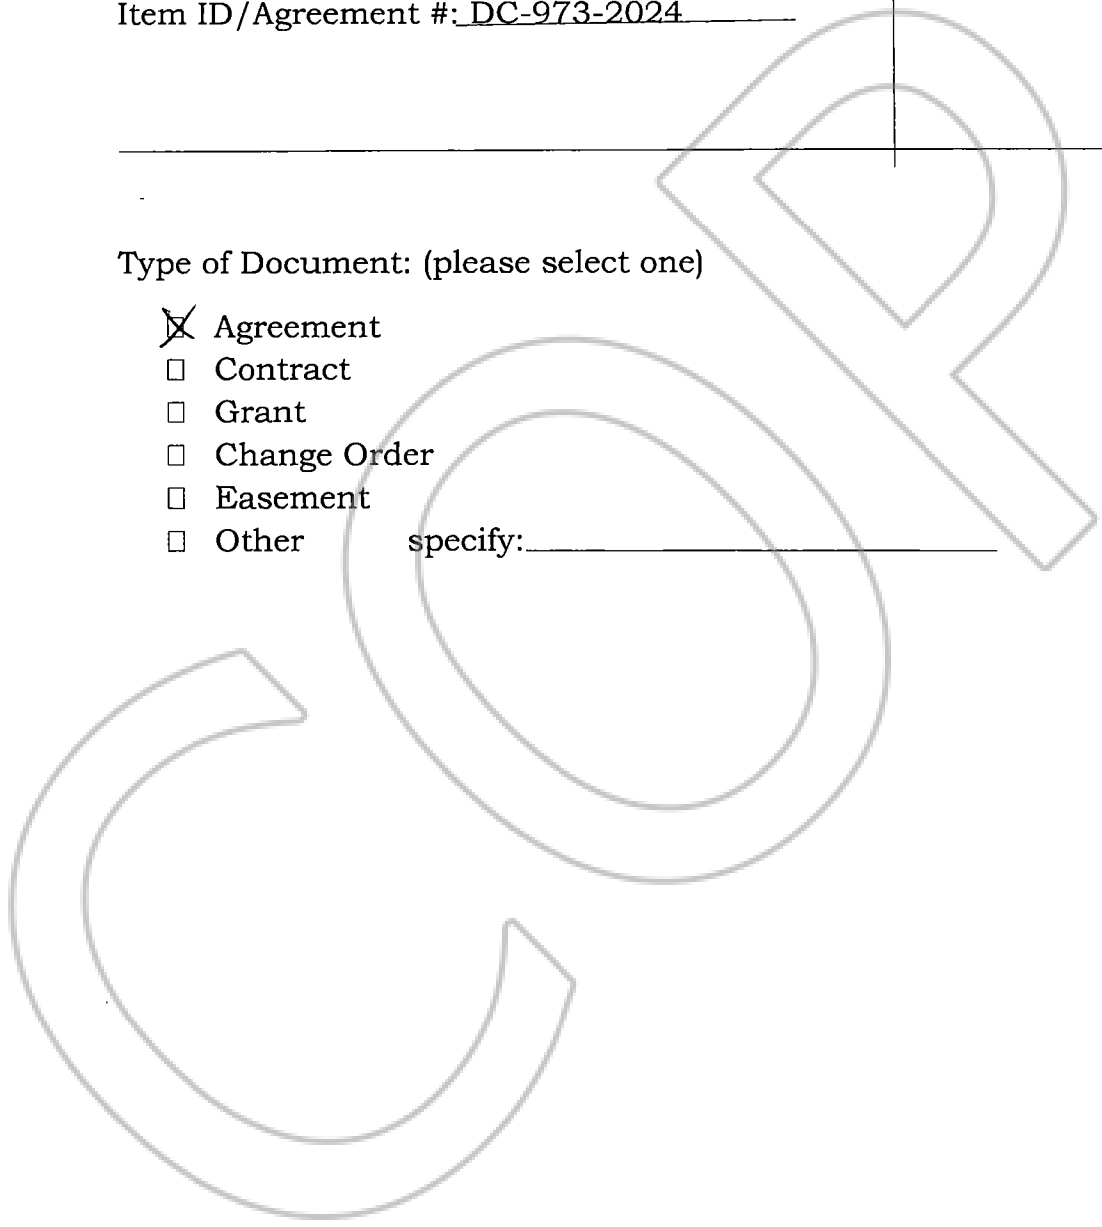 Item ID/Agreement #: DC-973-2024
Type of Document: (please select one)
☒ Agreement
☐ Contract
☐ Grant
☐ Change Order
☐ Easement
☐ Other specify:
COP